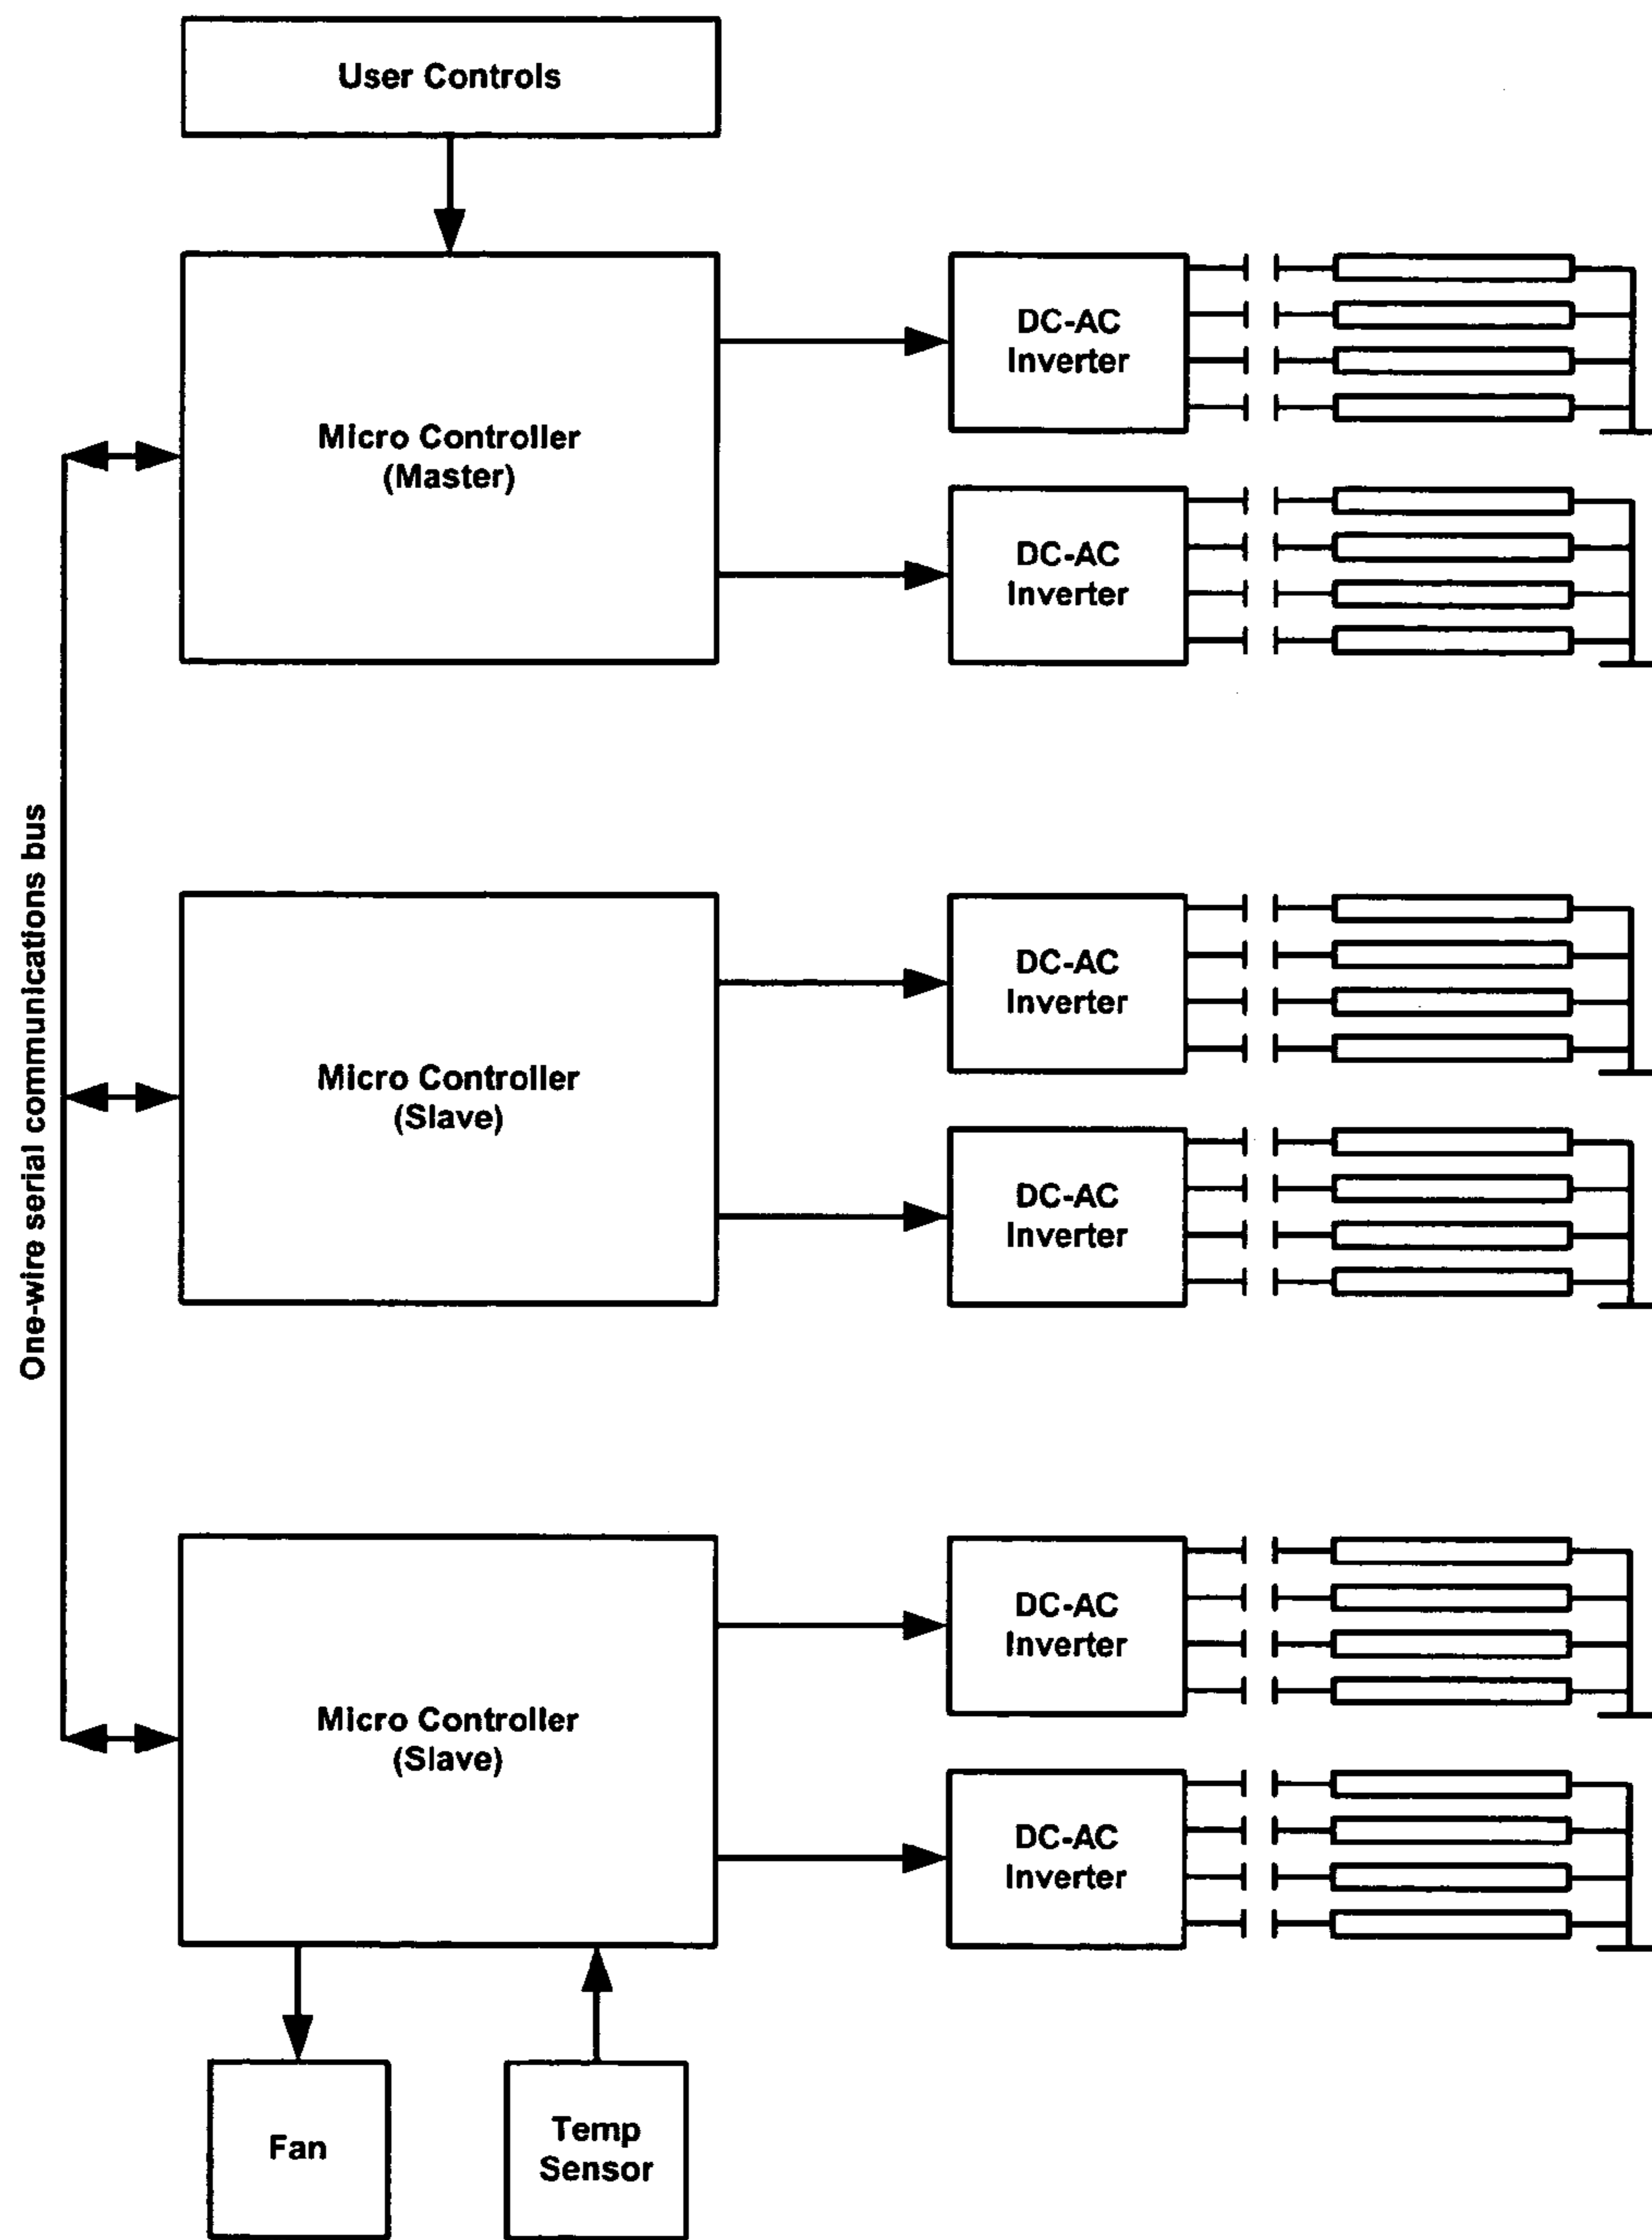 User Controls
Micro Controller
(Master)
DC-AC
Inverter
DC-AC
Inverter
One-wire serial communications bus
Micro Controller
(Slave)
DC-AC
Inverter
DC-AC
Inverter
Micro Controller
(Slave)
DC-AC
Inverter
DC-AC
Inverter
Fan
Temp
Sensor